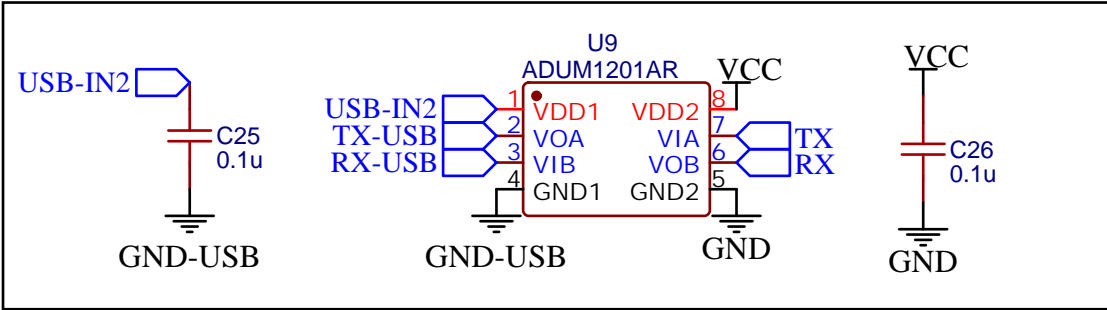 USB-IN2
C25
0.1u
GND-USB
U9
ADUM1201AR
VCC
USB-IN2 1 VDD1 VDD2 8
TX-USB 2 VOA VIA 7 TX
RX-USB 3 VIB VOB 6 RX
4 GND1 GND2 5
GND-USB
GND
VCC
C26
0.1u
GND